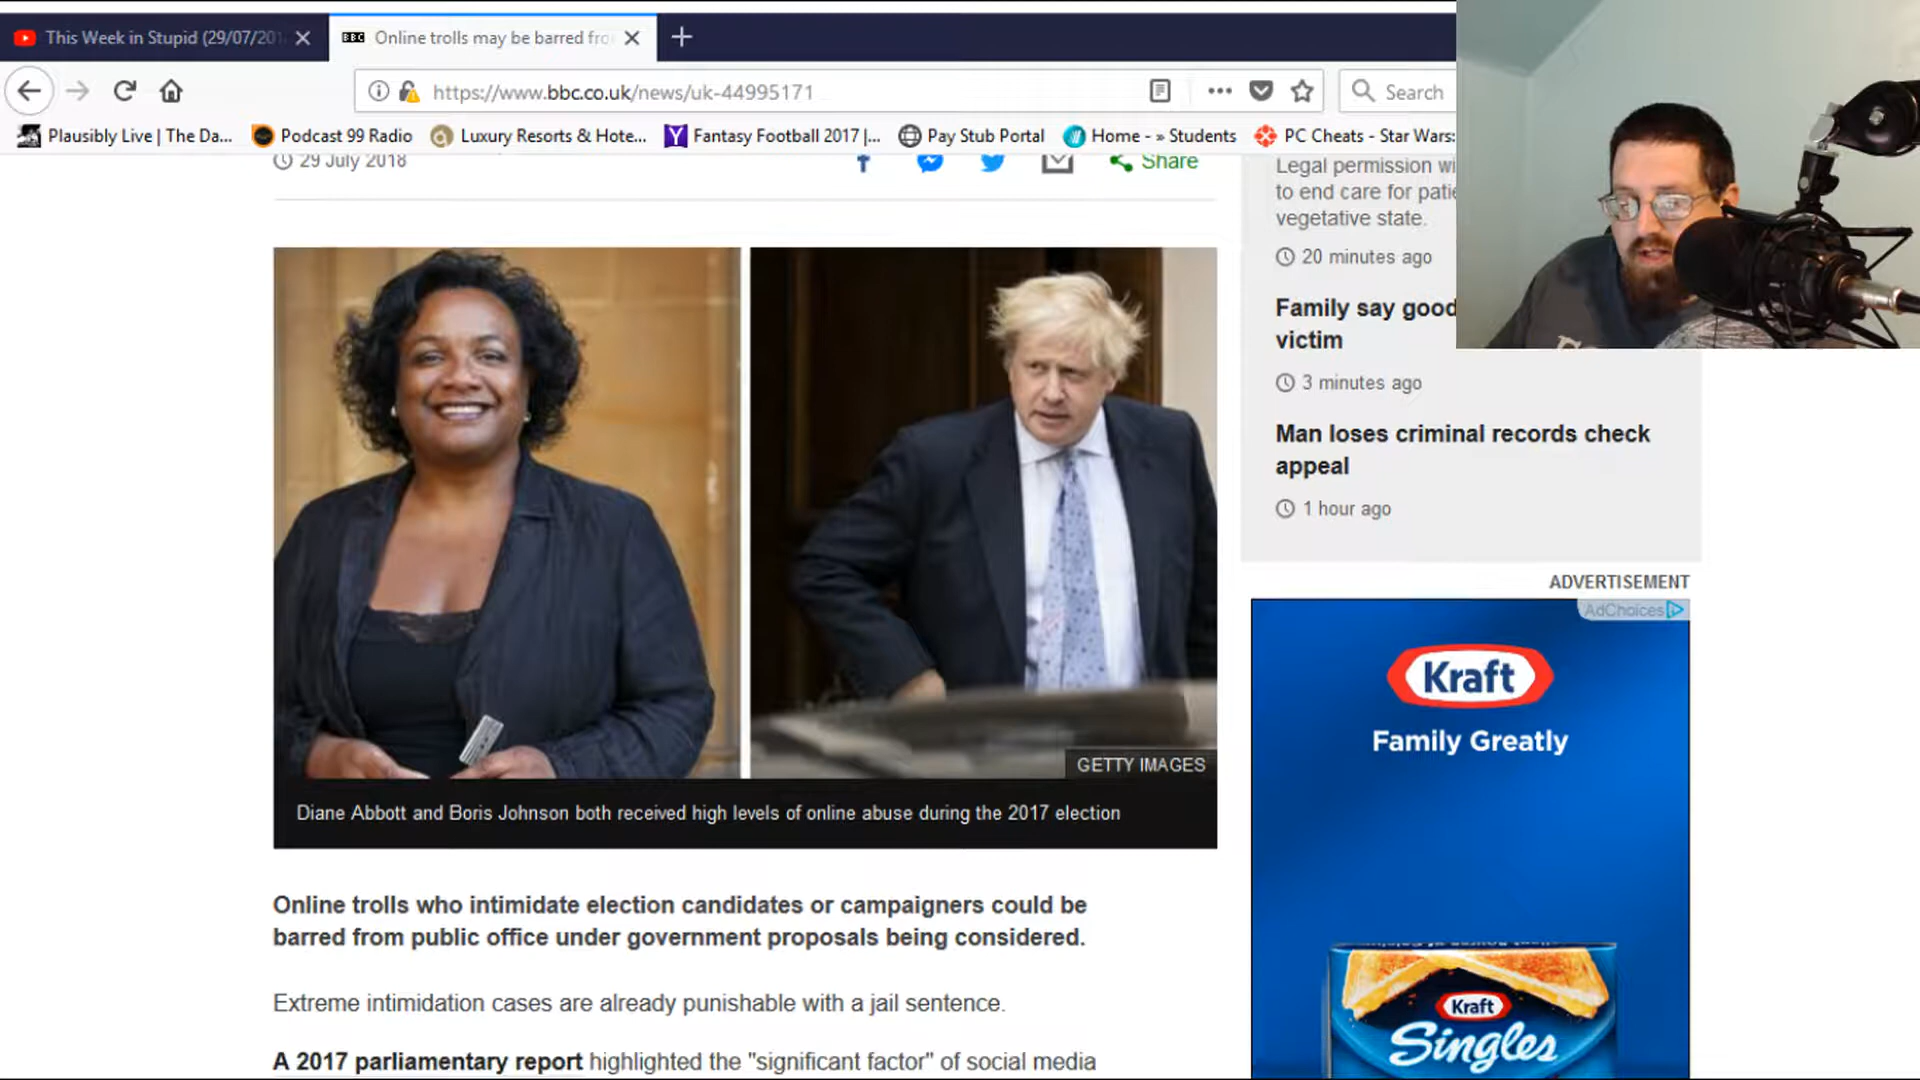 This Week in Stupid (29/07/201
BBC Online trolls may be barred fro
https://www.bbc.co.uk/news/uk-44995171
Search
Plausibly Live | The Da...
Podcast 99 Radio
Luxury Resorts & Hote...
Fantasy Football 2017 |...
Pay Stub Portal
Home - » Students
PC Cheats - Star Wars:
29 July 2018
Share
Legal permission wi
to end care for patie
vegetative state.
20 minutes ago
Family say good
victim
3 minutes ago
Man loses criminal records check
appeal
1 hour ago
GETTY IMAGES
Diane Abbott and Boris Johnson both received high levels of online abuse during the 2017 election
Online trolls who intimidate election candidates or campaigners could be
barred from public office under government proposals being considered.
Extreme intimidation cases are already punishable with a jail sentence.
A 2017 parliamentary report highlighted the "significant factor" of social media
ADVERTISEMENT
AdChoices
Kraft
Family Greatly
Kraft
Singles